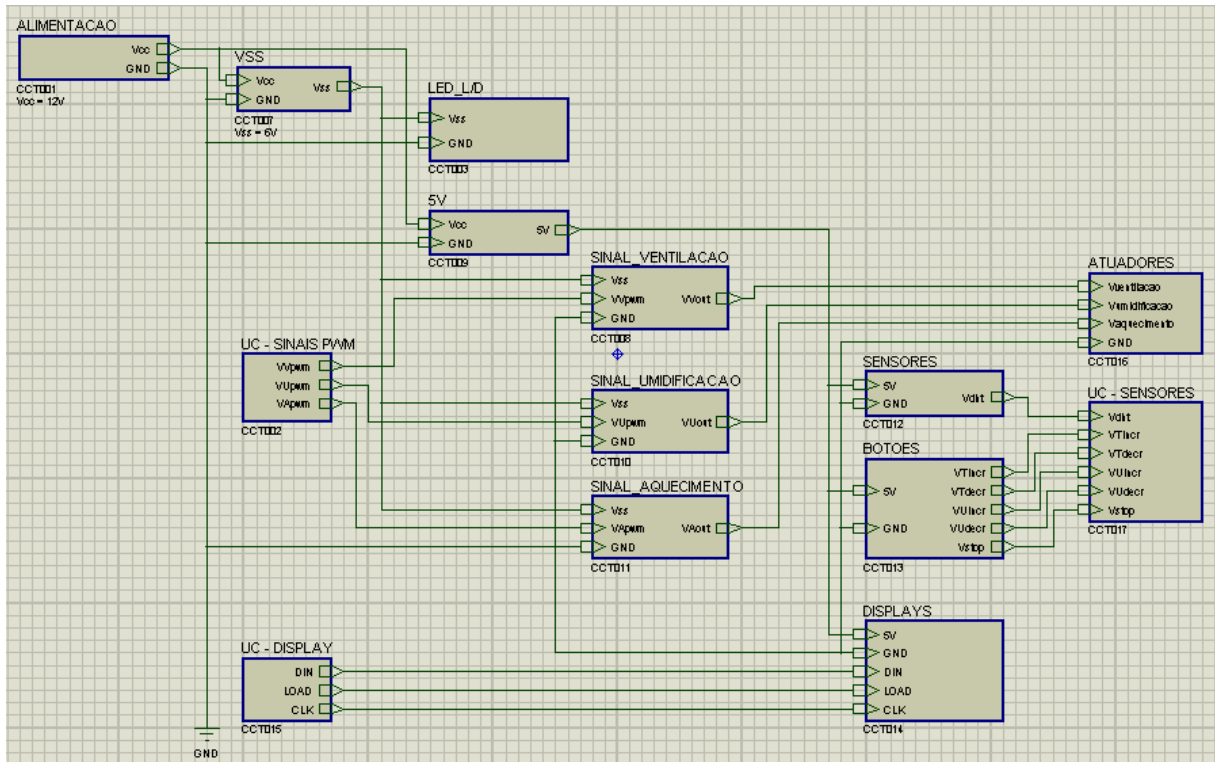 ALIMENTACAO
Vcc
GND
CCT001
Vcc = 12V
VSS
Vcc
GND
Vss
CCT007
Vss = 6V
LED_L/D
Vss
GND
CCT003
5V
Vcc
GND
5V
CCT009
SINAL_VENTILACAO
Vss
VVpwm
GND
VVout
CCT008
ATUADORES
Vventilacao
Vumidificacao
Vaquecimento
GND
CCT016
UC - SINAIS PWM
VVpwm
VUpwm
VApwm
CCT002
SINAL_UMIDIFICACAO
Vss
VUpwm
GND
VUout
CCT010
SENSORES
5V
GND
Vdht
CCT012
UC - SENSORES
Vdht
VTincr
VTdecr
VUincr
VUdecr
Vstop
CCT017
BOTOES
5V
GND
VTincr
VTdecr
VUincr
VUdecr
Vstop
CCT013
SINAL_AQUECIMENTO
Vss
VApwm
GND
VAout
CCT011
DISPLAYS
5V
GND
DIN
LOAD
CLK
CCT014
UC - DISPLAY
DIN
LOAD
CLK
CCT015
GND